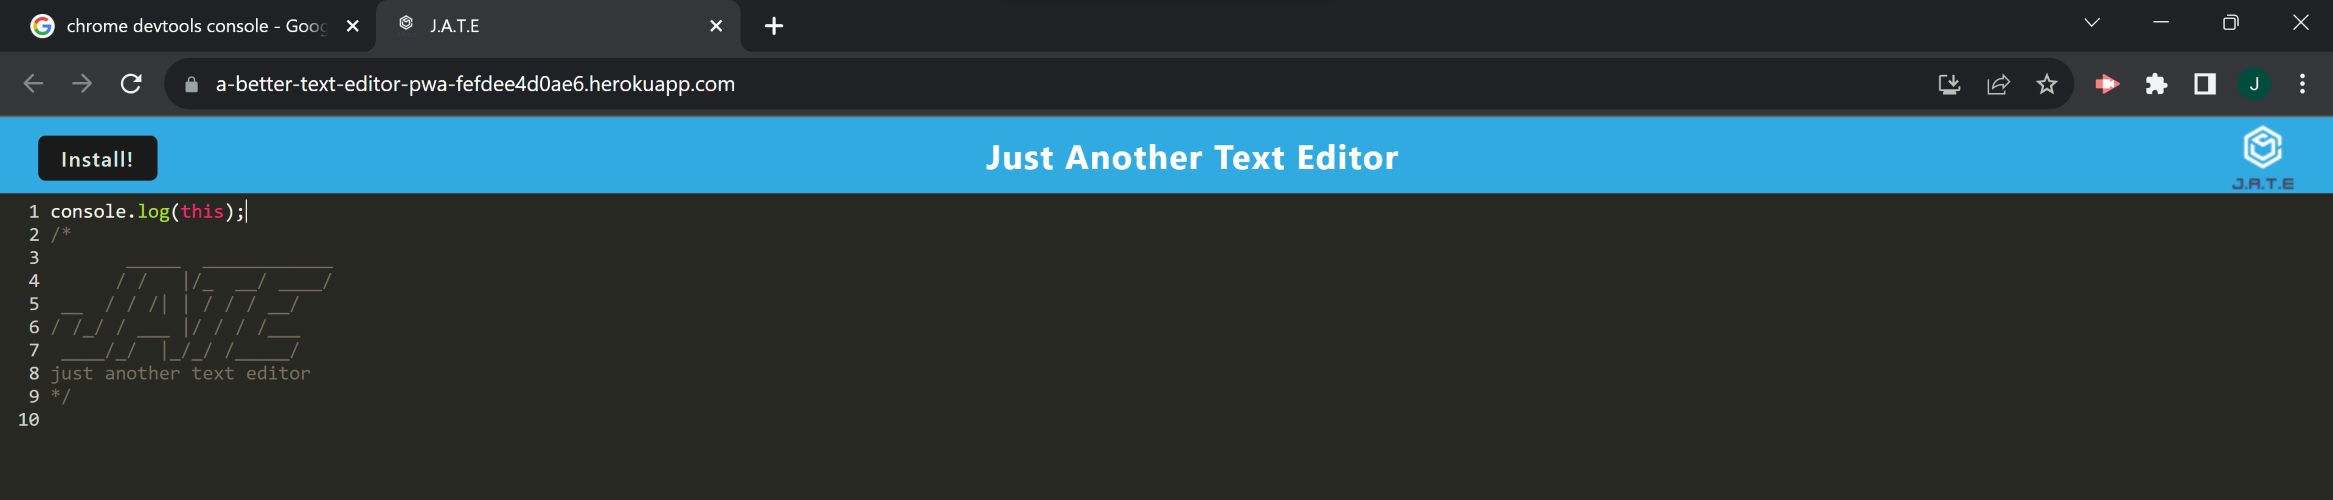 chrome devtools console - Goog
J.A.T.E
a-better-text-editor-pwa-fefdee4d0ae6.herokuapp.com
J
Install!
Just Another Text Editor
J.A.T.E
1 console.log(this);
2 /*
3       _____  ____________
4      / /   |/_  __/ ____/
5 __  / / /| | / / / __/
6 / /_/ / ___ |/ / / /___
7 ____/_/  |_/_/ /_____/
8 just another text editor
9 */
10